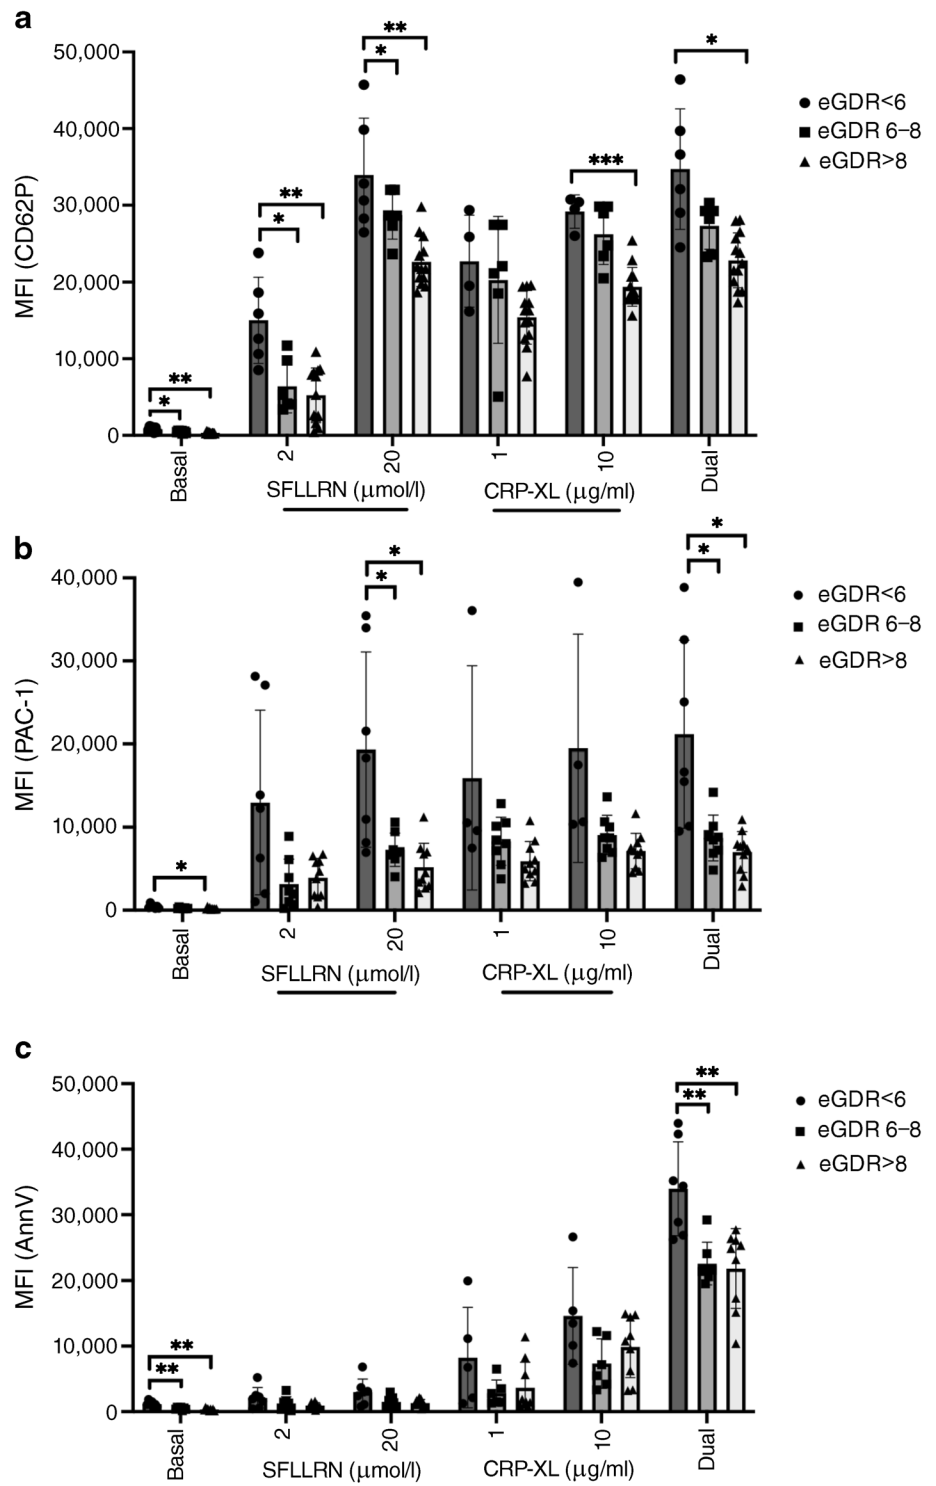 a
**
*
*
50,000
40,000
30,000
20,000
10,000
0
MFI (CD62P)
eGDR<6
eGDR 6–8
eGDR>8
**
*
***
**
*
Basal
2
20
1
10
Dual
SFLLRN (μmol/l)
CRP-XL (μg/ml)
b
*
*
*
*
40,000
30,000
20,000
10,000
0
MFI (PAC-1)
eGDR<6
eGDR 6–8
eGDR>8
*
Basal
2
20
1
10
Dual
SFLLRN (μmol/l)
CRP-XL (μg/ml)
c
**
**
50,000
40,000
30,000
20,000
10,000
0
MFI (AnnV)
eGDR<6
eGDR 6–8
eGDR>8
**
**
Basal
2
20
1
10
Dual
SFLLRN (μmol/l)
CRP-XL (μg/ml)